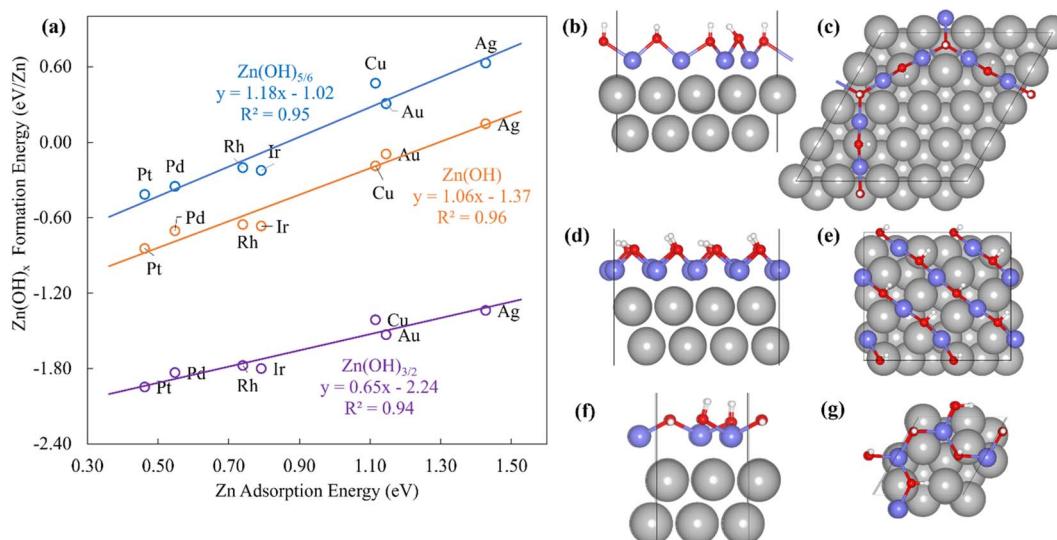 (a)
Zn(OH)x Formation Energy (eV/Zn)
0.60
0.00
-0.60
-1.20
-1.80
-2.40
0.30 0.50 0.70 0.90 1.10 1.30 1.50
Zn Adsorption Energy (eV)
Zn(OH)5/6
y = 1.18x - 1.02
R² = 0.95
Pt
Pd
Rh
Ir
Cu
Au
Ag
Zn(OH)
y = 1.06x - 1.37
R² = 0.96
Pt
Pd
Rh
Ir
Cu
Au
Ag
Zn(OH)3/2
y = 0.65x - 2.24
R² = 0.94
Pt
Pd
Rh
Ir
Cu
Au
Ag
(b)
(c)
(d)
(e)
(f)
(g)